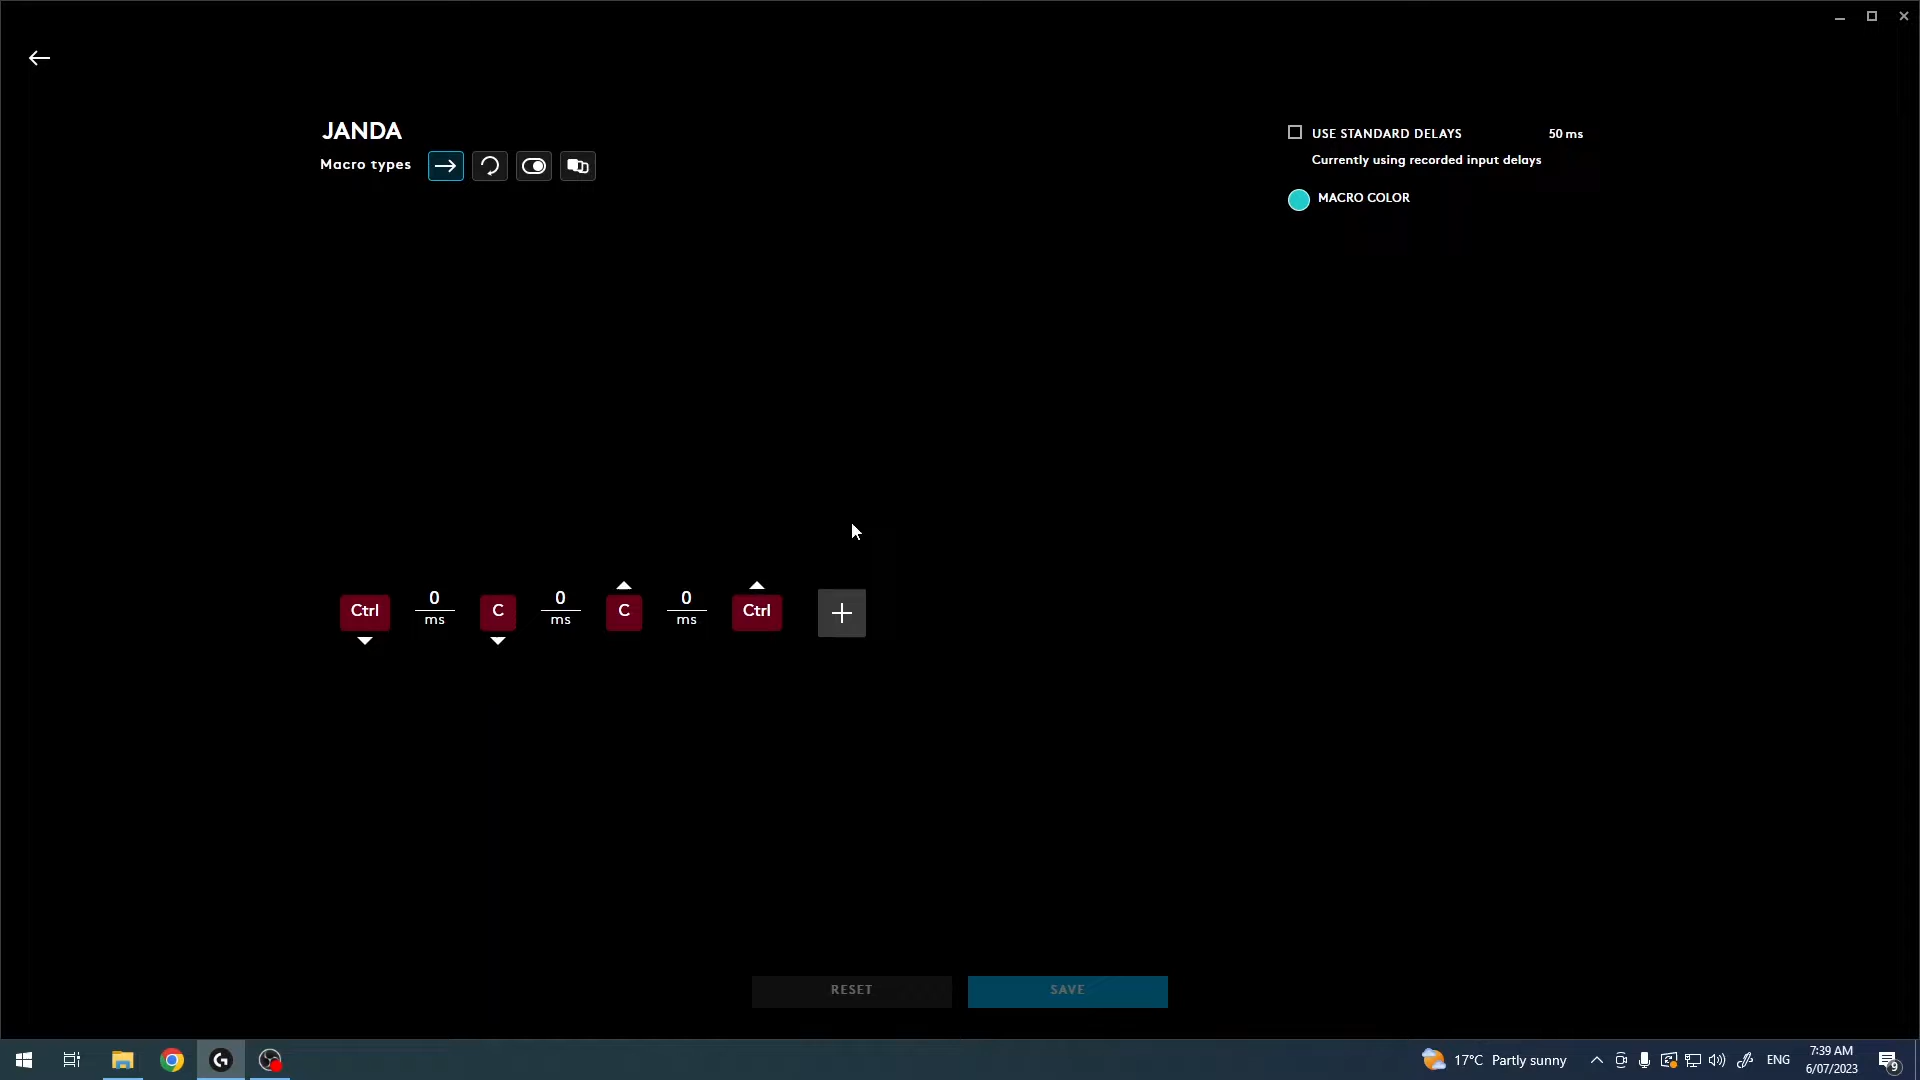 JANDA
Macro types
USE STANDARD DELAYS 50 ms
Currently using recorded input delays
MACRO COLOR
Ctrl 0 ms C 0 ms C 0 ms Ctrl
RESET SAVE
17°C Partly sunny ENG 7:39 AM
6/07/2023 9